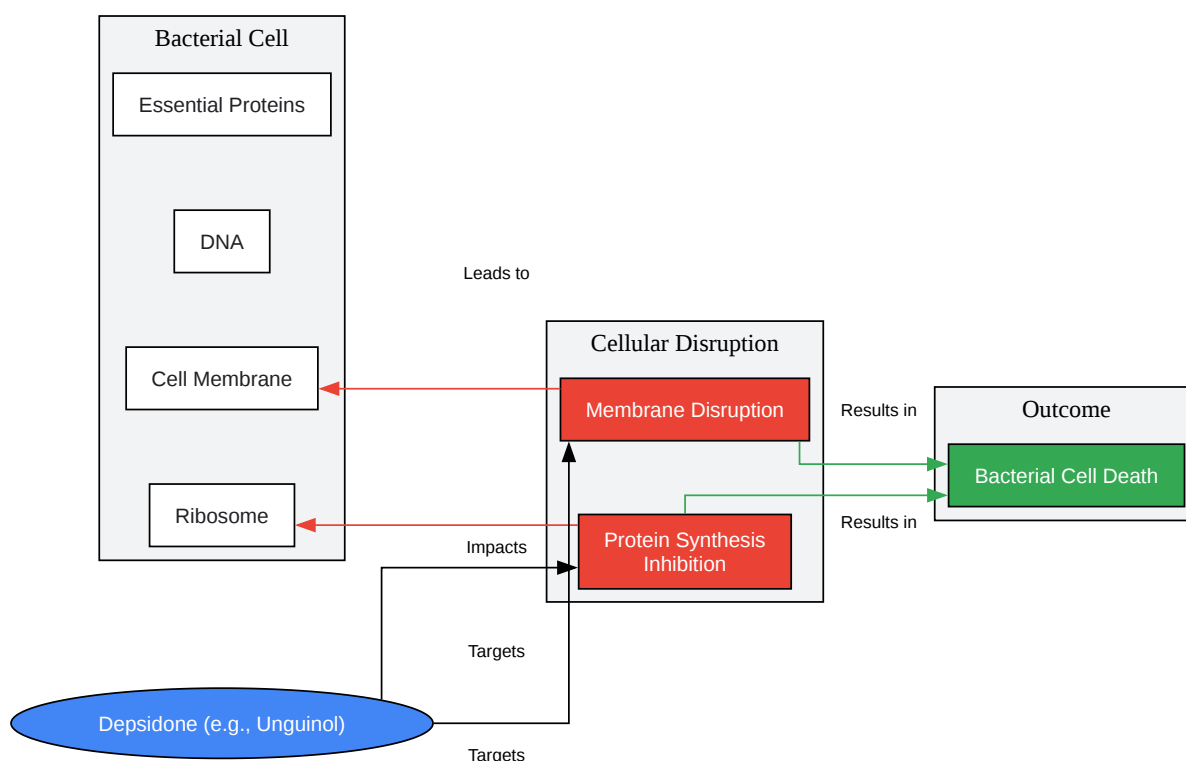 Bacterial Cell
Essential Proteins
DNA
Cell Membrane
Ribosome
Leads to
Impacts
Targets
Targets
Depsidone (e.g., Unguinol)
Cellular Disruption
Membrane Disruption
Protein Synthesis
Inhibition
Results in
Results in
Outcome
Bacterial Cell Death